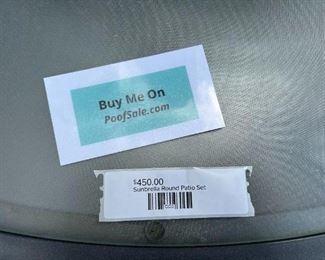 Buy Me On
PoofSale.com
$450.00
Sunbrella Round Patio Set